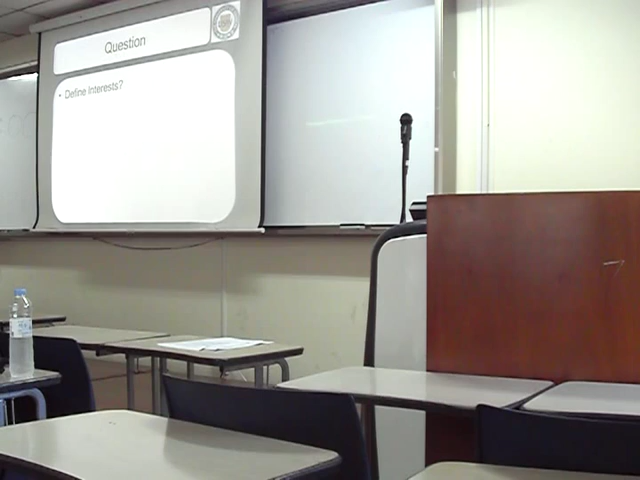 Question
• Define Interests?